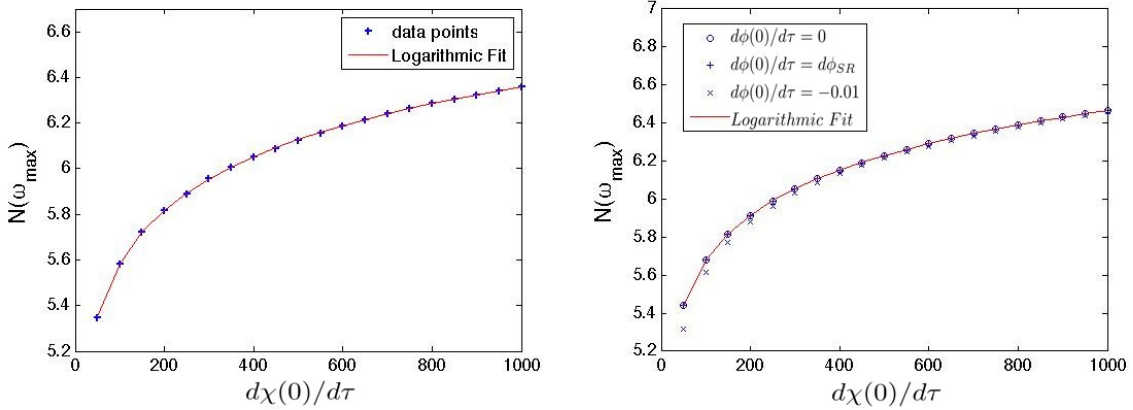 6.6
6.4
6.2
6
5.8
5.6
5.4
5.2
N(ω_max)
0 200 400 600 800 1000
dχ(0)/dτ
data points
Logarithmic Fit
7
6.8
6.6
6.4
6.2
6
5.8
5.6
5.4
5.2
N(ω_max)
0 200 400 600 800 1000
dχ(0)/dτ
dϕ(0)/dτ = 0
dϕ(0)/dτ = dϕ_SR
dϕ(0)/dτ = −0.01
Logarithmic Fit